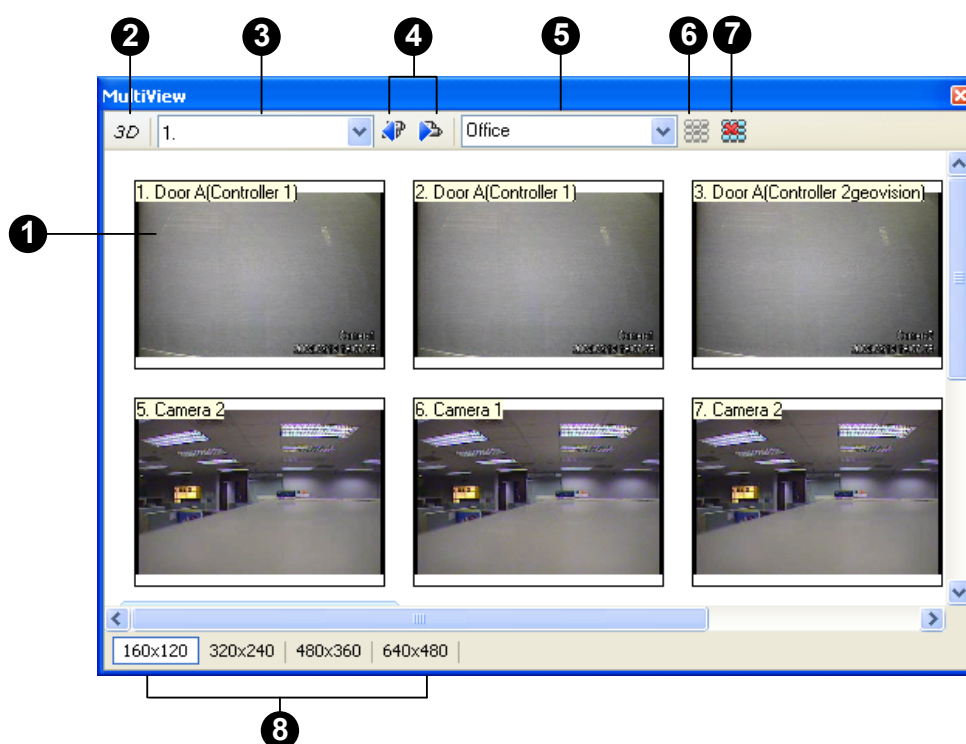 2 3 4 5 6 7
MultiView
3D 1. Office
1. Door A(Controller 1) 2. Door A(Controller 1) 3. Door A(Controller 2geovision)
1
5. Camera 2 6. Camera 1 7. Camera 2
160x120 320x240 480x360 640x480
8